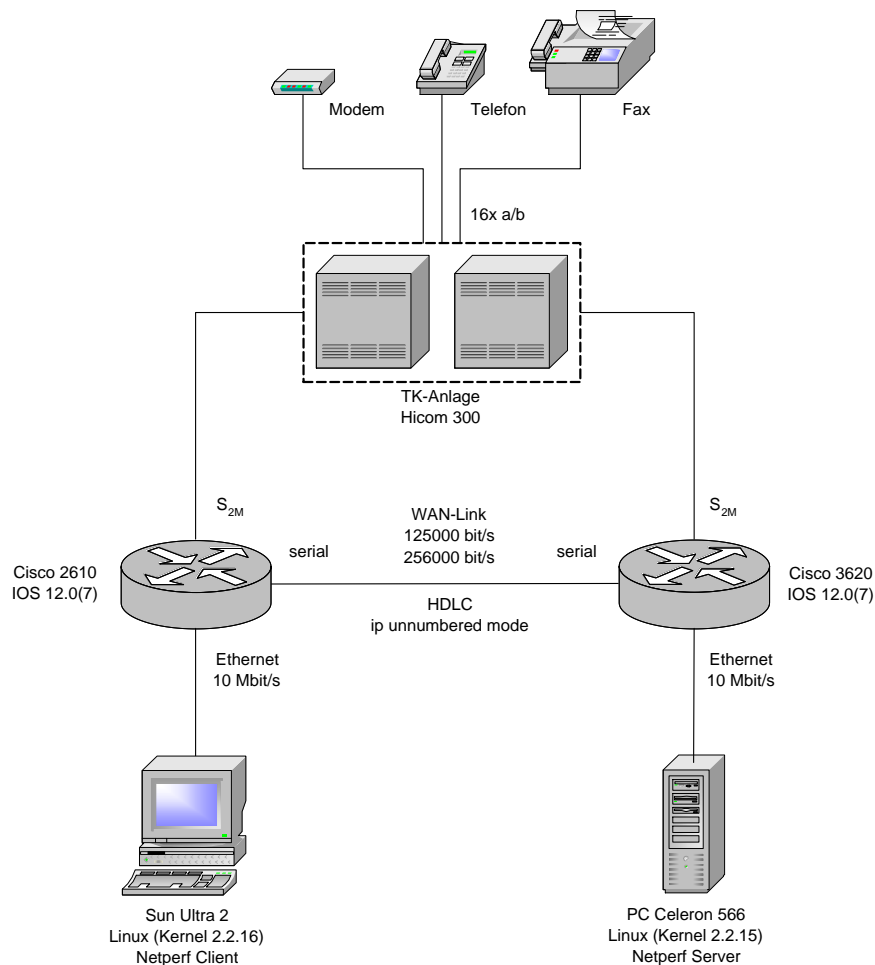 Modem
Telefon
Fax
16x a/b
TK-Anlage
Hicom 300
S2M
S2M
WAN-Link
125000 bit/s
256000 bit/s
serial
serial
Cisco 2610
IOS 12.0(7)
Cisco 3620
IOS 12.0(7)
HDLC
ip unnumbered mode
Ethernet
10 Mbit/s
Ethernet
10 Mbit/s
Sun Ultra 2
Linux (Kernel 2.2.16)
Netperf Client
PC Celeron 566
Linux (Kernel 2.2.15)
Netperf Server